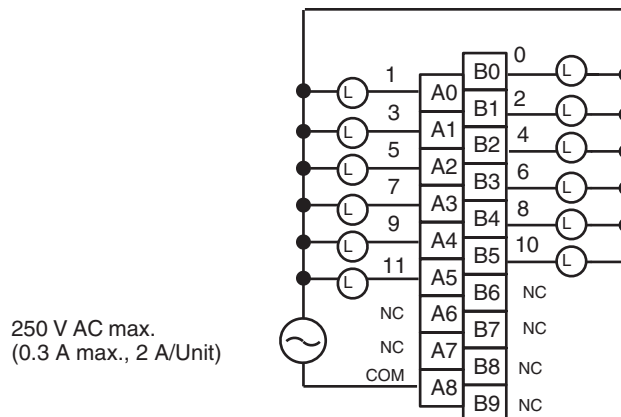 0
1 L A0 B0 L
2
3 L A1 B1 L
4
5 L A2 B2 L
6
7 L A3 B3 L
8
9 L A4 B4 L
10
11 L A5 B5 L
NC A6 B6 NC
NC A7 B7 NC
COM A8 B8 NC
B9 NC
250 V AC max.
(0.3 A max., 2 A/Unit)